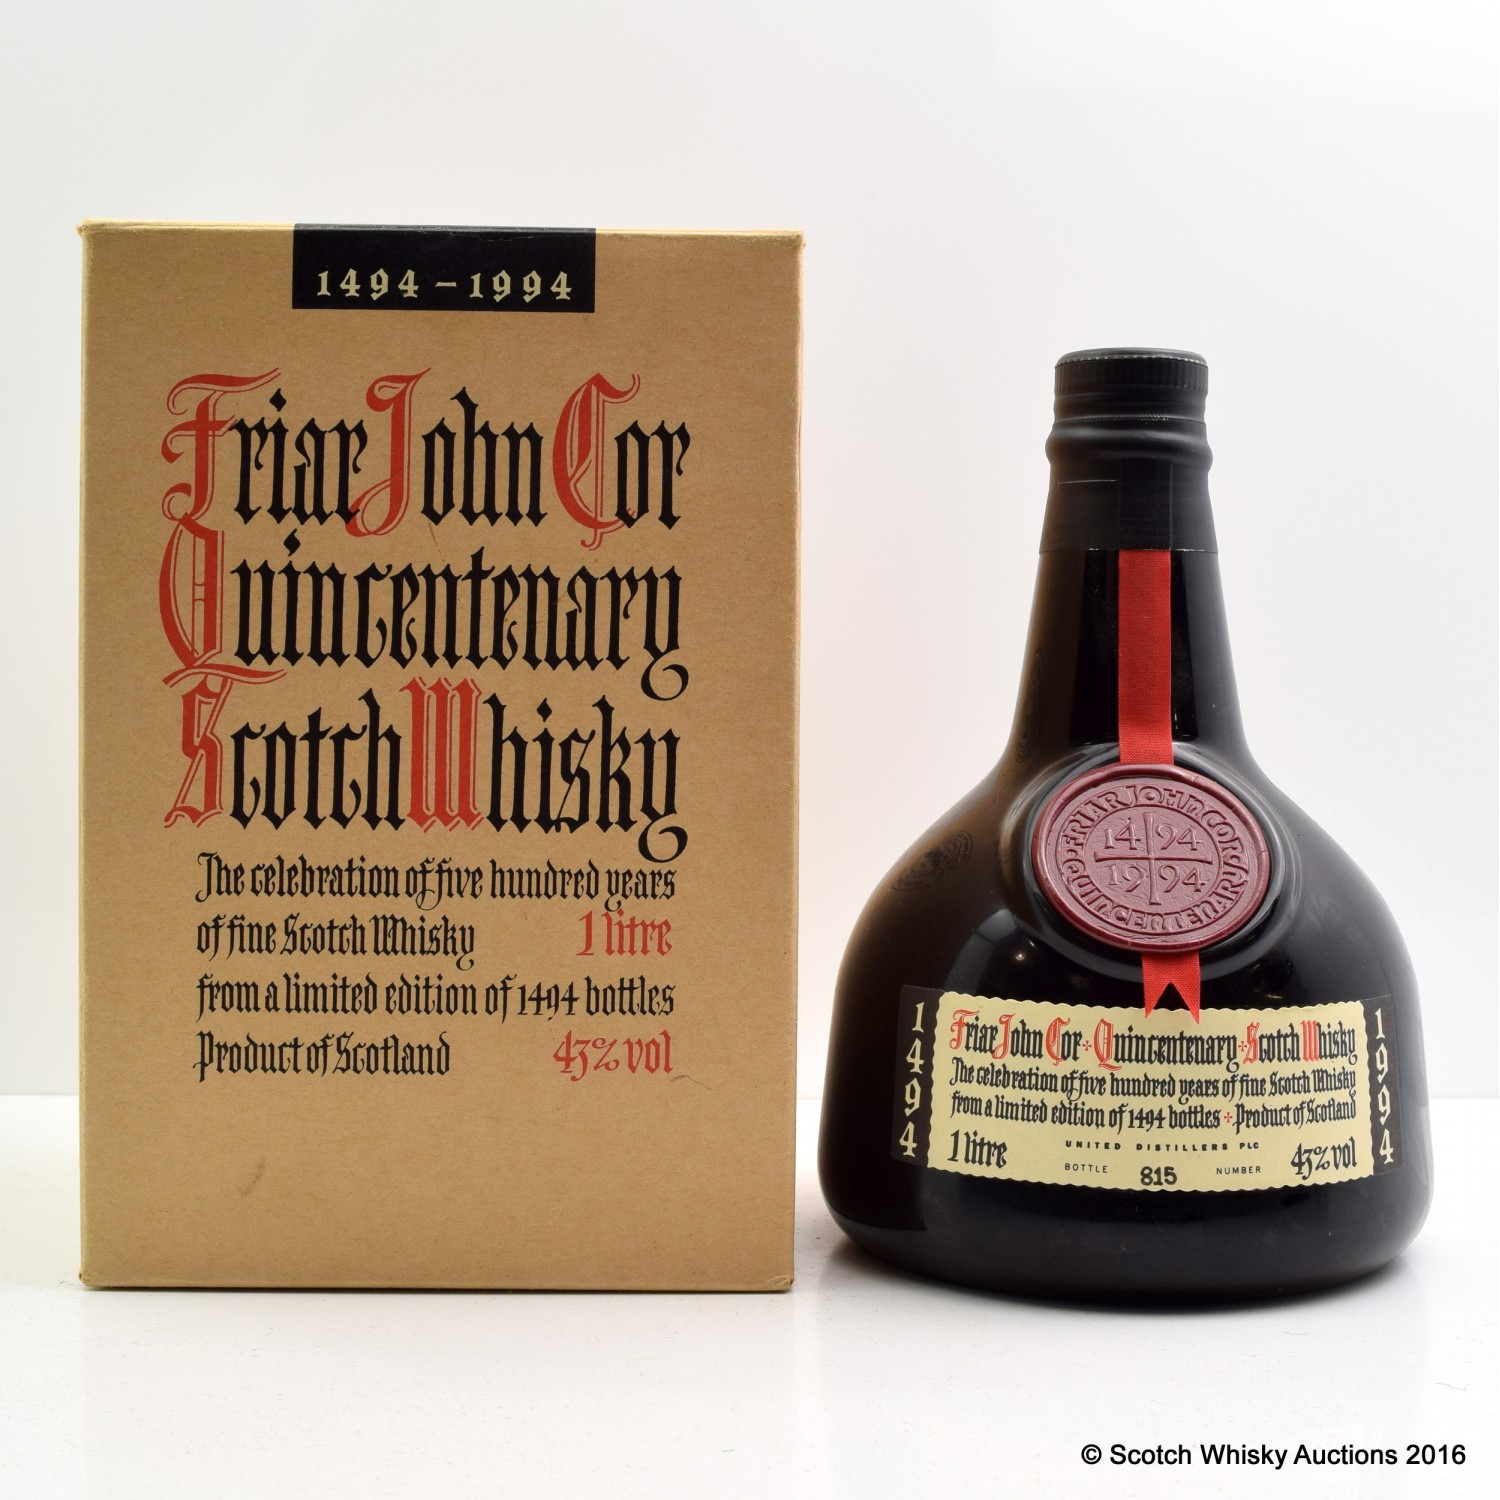 1494-1994
Friar John Cor
Quincentenary
Scotch Whisky
The celebration of five hundred years
of fine Scotch Whisky 1 litre
from a limited edition of 1494 bottles
Product of Scotland 43% vol
FRIAR JOHN COR QUINCENTENARY
14 94
19 94
1494
Friar John Cor + Quincentenary + Scotch Whisky
The celebration of five hundred years of fine Scotch Whisky
from a limited edition of 1494 bottles + Product of Scotland
1 litre UNITED DISTILLERS PLC 43% vol
BOTTLE 815 NUMBER
1994
© Scotch Whisky Auctions 2016